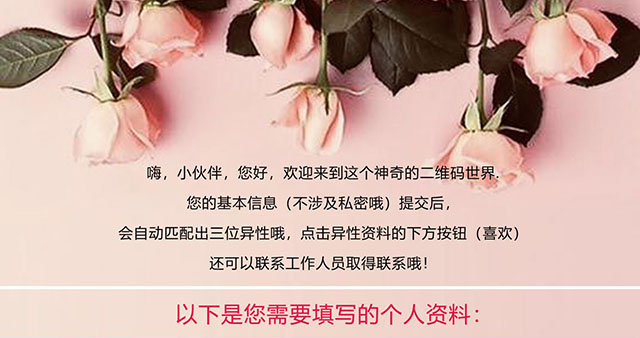 嗨，小伙伴，您好，欢迎来到这个神奇的二维码世界.
您的基本信息（不涉及私密哦）提交后，
会自动匹配出三位异性哦，点击异性资料的下方按钮（喜欢）
还可以联系工作人员取得联系哦！
以下是您需要填写的个人资料：